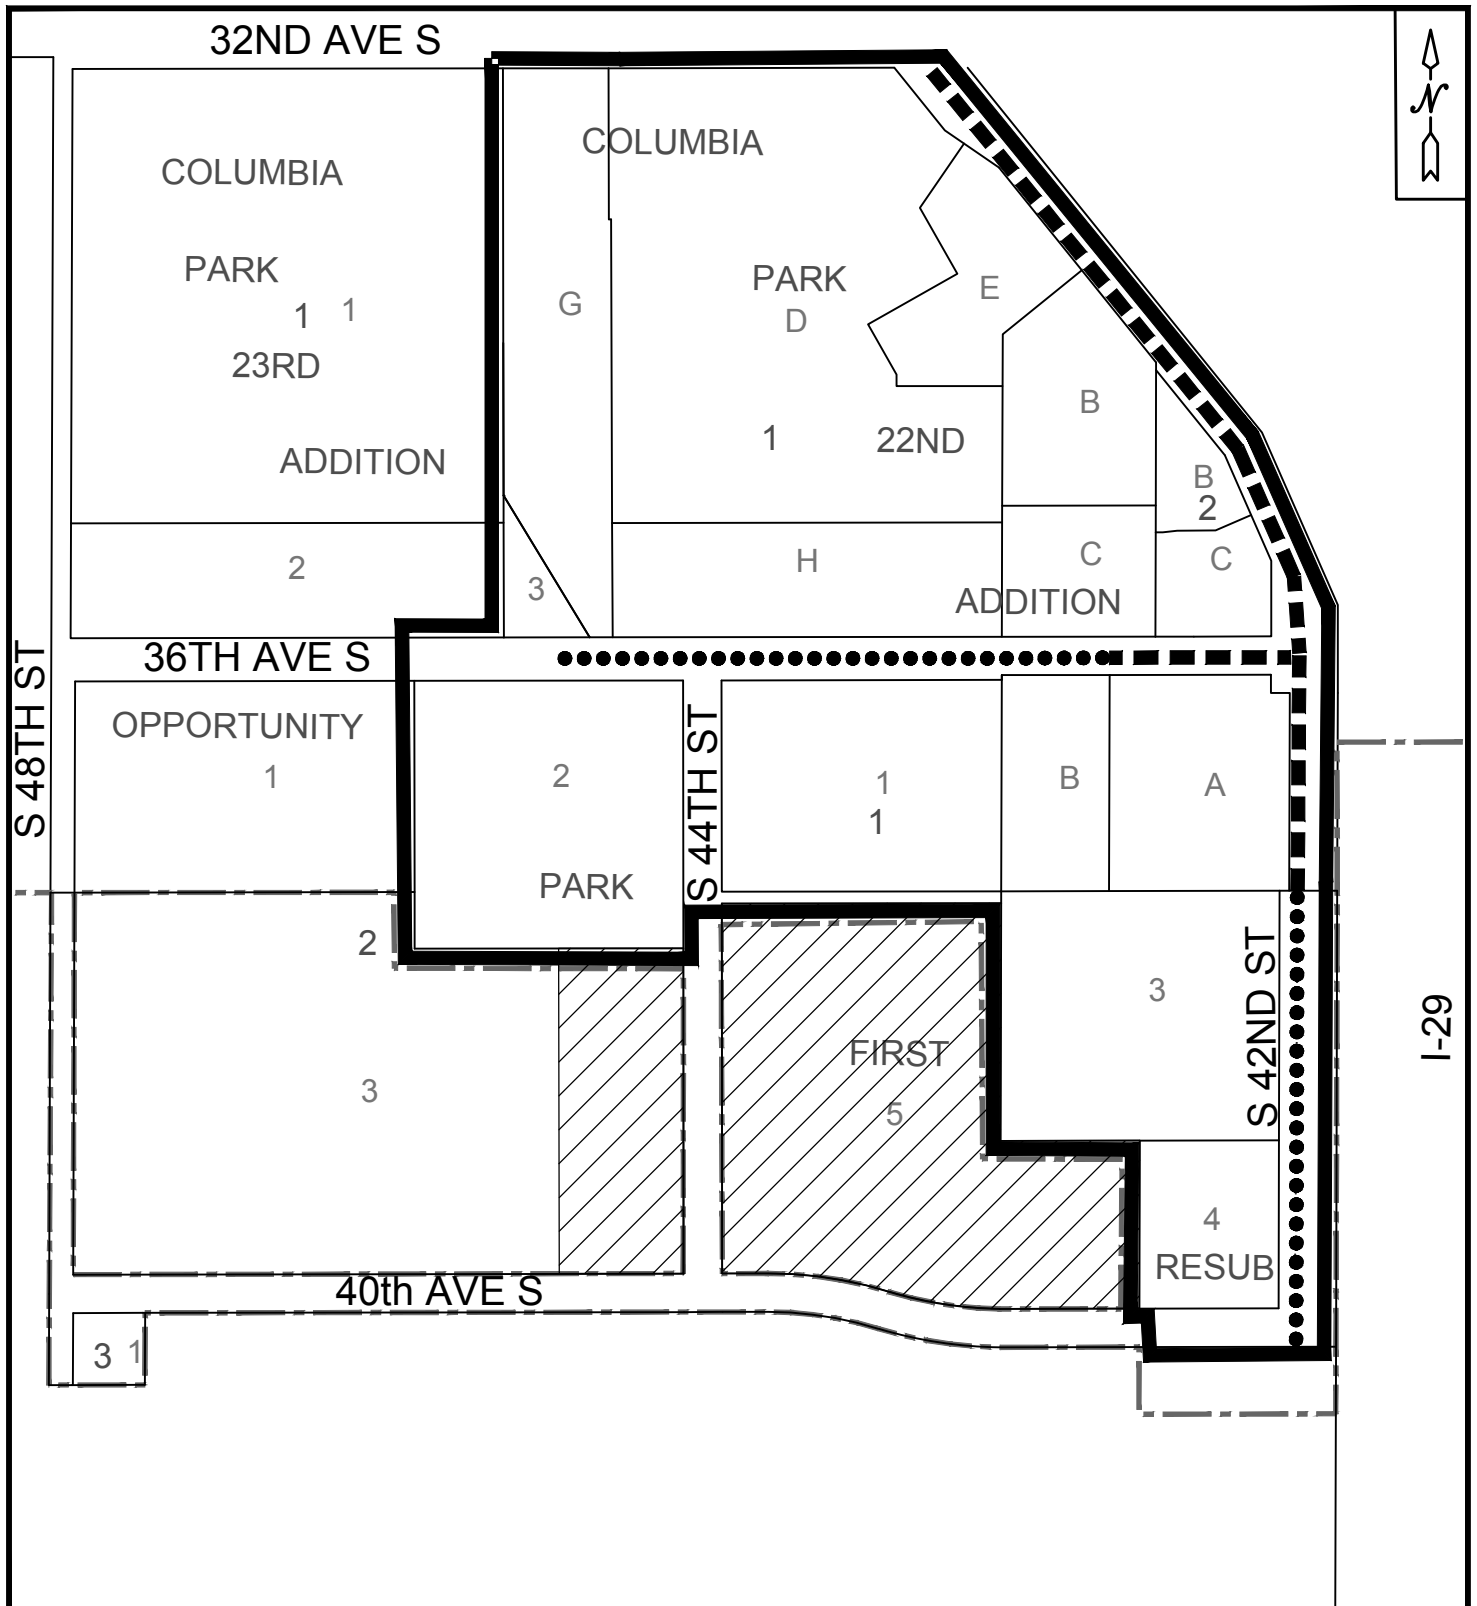 32ND AVE S
N
COLUMBIA
COLUMBIA
PARK
PARK
1 1
G
D
E
23RD
B
1
22ND
ADDITION
B
2
2
3
H
C
C
ADDITION
36TH AVE S
S 48TH ST
OPPORTUNITY
1
2
S 44TH ST
1
1
B
A
PARK
2
3
FIRST
5
3
S 42ND ST
I-29
4
RESUB
40th AVE S
3 1